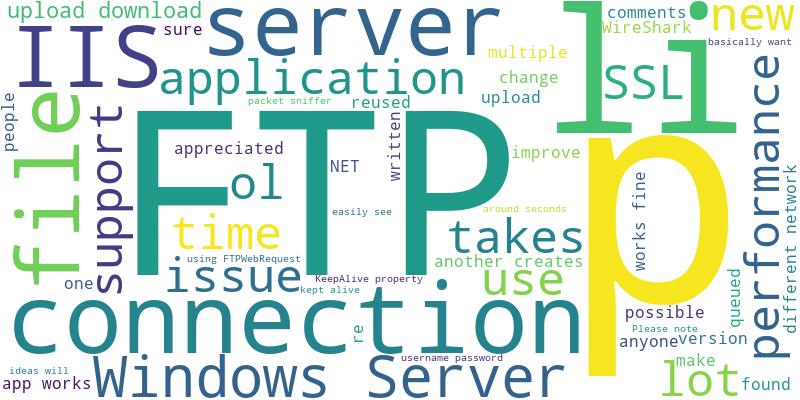 upload download
server
li
comments
new
IIS
sure
WireShark
basically want
multiple
application
SSL
change
packet sniffer
reused
upload
people
file
support
FTP
p
performance
written
appreciated
NET
improve
ol
works fine
different network
easily see
around seconds
time
takes
another creates
using FTPWebRequest
issue
KeepAlive property
use
one
kept alive
queued
connection
re
possible
Please note
anyone
version
Windows Server
username password
make
ideas will
app works
lot
found